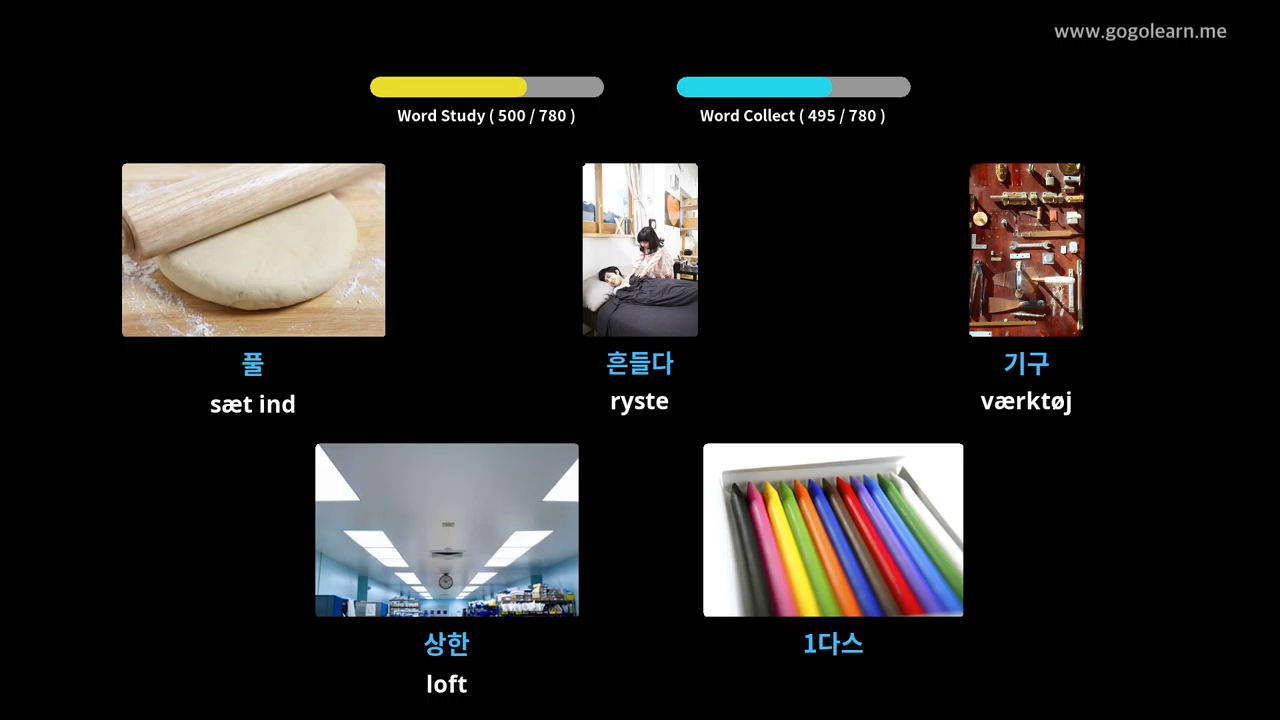 www.gogolearn.me
Word Study ( 500 / 780 )
Word Collect ( 495 / 780 )
풀
흔들다
기구
sæt ind
ryste
værktøj
상한
1다스
loft